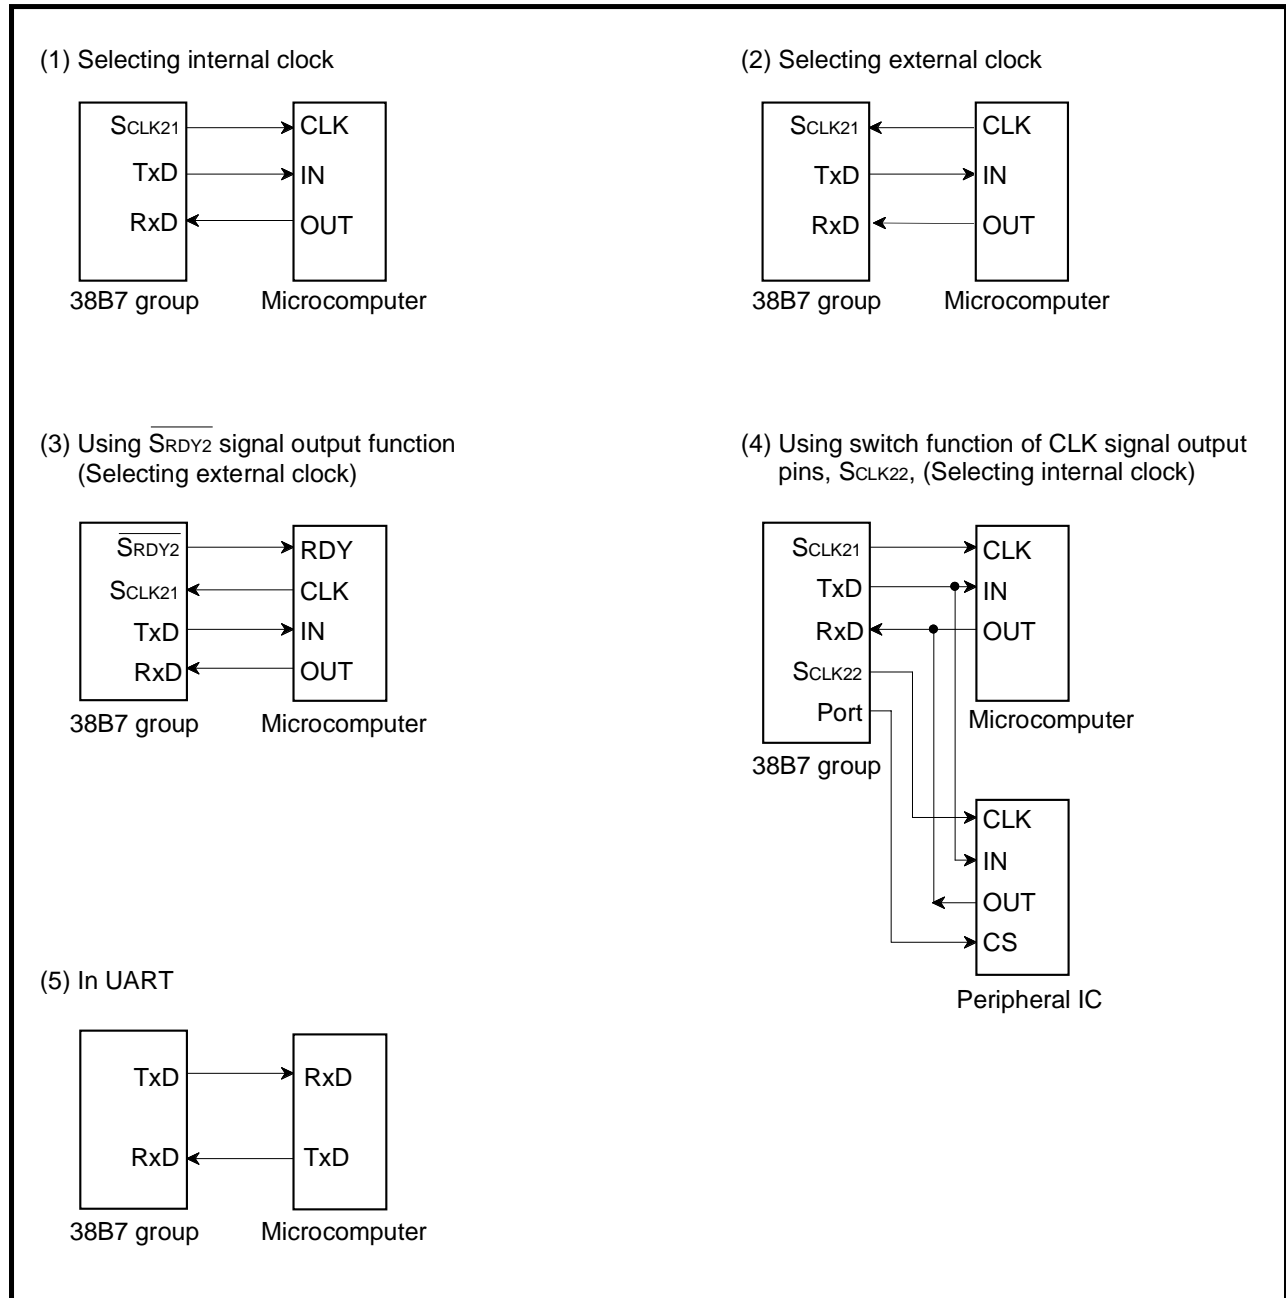 (1) Selecting internal clock
SCLK21
TxD
RxD
CLK
IN
OUT
38B7 group
Microcomputer
(2) Selecting external clock
SCLK21
TxD
RxD
CLK
IN
OUT
38B7 group
Microcomputer
(3) Using S̅R̅D̅Y̅2̅ signal output function
(Selecting external clock)
S̅R̅D̅Y̅2̅
SCLK21
TxD
RxD
RDY
CLK
IN
OUT
38B7 group
Microcomputer
(4) Using switch function of CLK signal output
pins, SCLK22, (Selecting internal clock)
SCLK21
TxD
RxD
SCLK22
Port
38B7 group
CLK
IN
OUT
Microcomputer
CLK
IN
OUT
CS
Peripheral IC
(5) In UART
TxD
RxD
RxD
TxD
38B7 group
Microcomputer